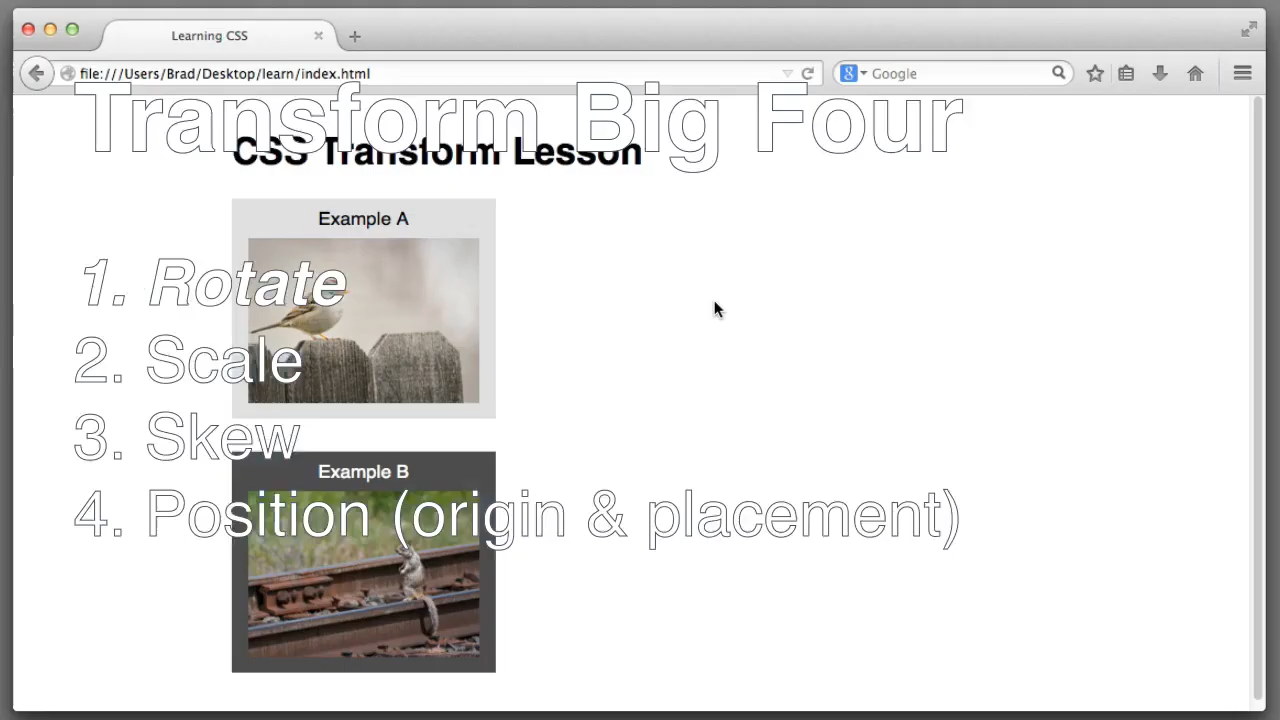 Learning CSS
file:///Users/Brad/Desktop/learn/index.html
Google
Transform Big Four
CSS Transform Lesson
Example A
1. Rotate
2. Scale
3. Skew
Example B
4. Position (origin & placement)